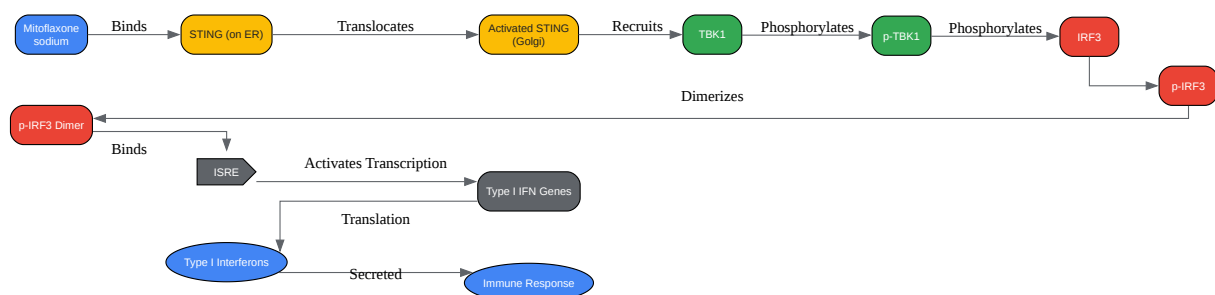 Mitoflaxone
sodium
Binds
STING (on ER)
Translocates
Activated STING
(Golgi)
Recruits
TBK1
Phosphorylates
p-TBK1
Phosphorylates
IRF3
p-IRF3
Dimerizes
p-IRF3 Dimer
Binds
ISRE
Activates Transcription
Type I IFN Genes
Translation
Type I Interferons
Secreted
Immune Response